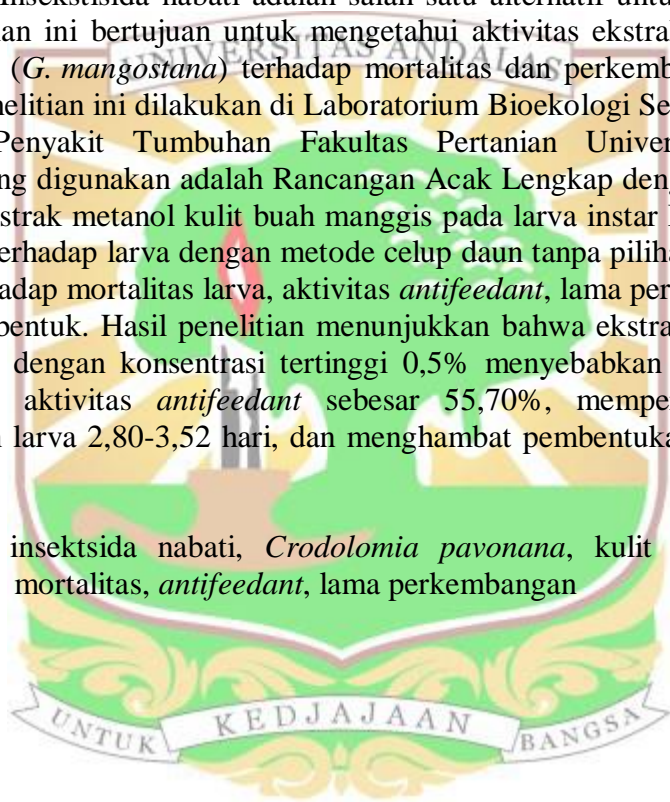 Insekstisida nabati adalah salah satu alternatif untu
an ini bertujuan untuk mengetahui aktivitas ekstra
UNIVERSITAS ANDALAS
(G. mangostana) terhadap mortalitas dan perkemb
nelitian ini dilakukan di Laboratorium Bioekologi Se
Penyakit Tumbuhan Fakultas Pertanian Univer
ng digunakan adalah Rancangan Acak Lengkap deng
strak metanol kulit buah manggis pada larva instar
erhadap larva dengan metode celup daun tanpa piliha
adap mortalitas larva, aktivitas antifeedant, lama per
bentuk. Hasil penelitian menunjukkan bahwa ekstra
dengan konsentrasi tertinggi 0,5% menyebabkan
aktivitas antifeedant sebesar 55,70%, mempe
n larva 2,80-3,52 hari, dan menghambat pembentuka
insektsida nabati, Crodolomia pavonana, kulit
mortalitas, antifeedant, lama perkembangan
UNTUK KEDJAJAAN BANGSA